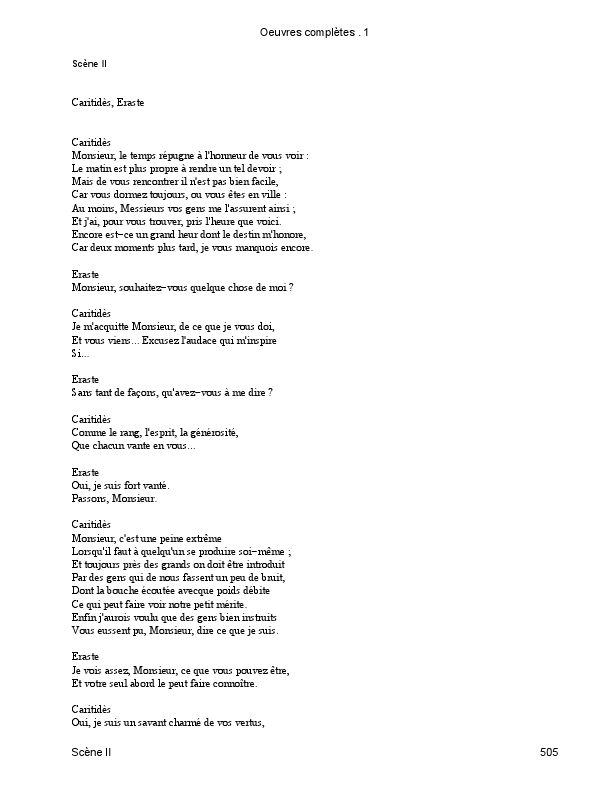 Oeuvres complètes . 1
Scène II
Caritidès, Eraste
Caritidès
Monsieur, le temps répugne à l'honneur de vous voir :
Le matin est plus propre à rendre un tel devoir ;
Mais de vous rencontrer il n'est pas bien facile,
Car vous dormez toujours, ou vous êtes en ville :
Au moins, Messieurs vos gens me l'assurent ainsi ;
Et j'ai, pour vous trouver, pris l'heure que voici.
Encore est−ce un grand heur dont le destin m'honore,
Car deux moments plus tard, je vous manquois encore.
Eraste
Monsieur, souhaitez−vous quelque chose de moi ?
Caritidès
Je m'acquitte Monsieur, de ce que je vous doi,
Et vous viens... Excusez l'audace qui m'inspire
Si...
Eraste
Sans tant de façons, qu'avez−vous à me dire ?
Caritidès
Comme le rang, l'esprit, la générosité,
Que chacun vante en vous...
Eraste
Oui, je suis fort vanté.
Passons, Monsieur.
Caritidès
Monsieur, c'est une peine extrême
Lorsqu'il faut à quelqu'un se produire soi−même ;
Et toujours près des grands on doit être introduit
Par des gens qui de nous fassent un peu de bruit,
Dont la bouche écoutée avecque poids débite
Ce qui peut faire voir notre petit mérite.
Enfin j'aurois voulu que des gens bien instruits
Vous eussent pu, Monsieur, dire ce que je suis.
Eraste
Je vois assez, Monsieur, ce que vous pouvez être,
Et votre seul abord le peut faire connoître.
Caritidès
Oui, je suis un savant charmé de vos vertus,
Scène II
505